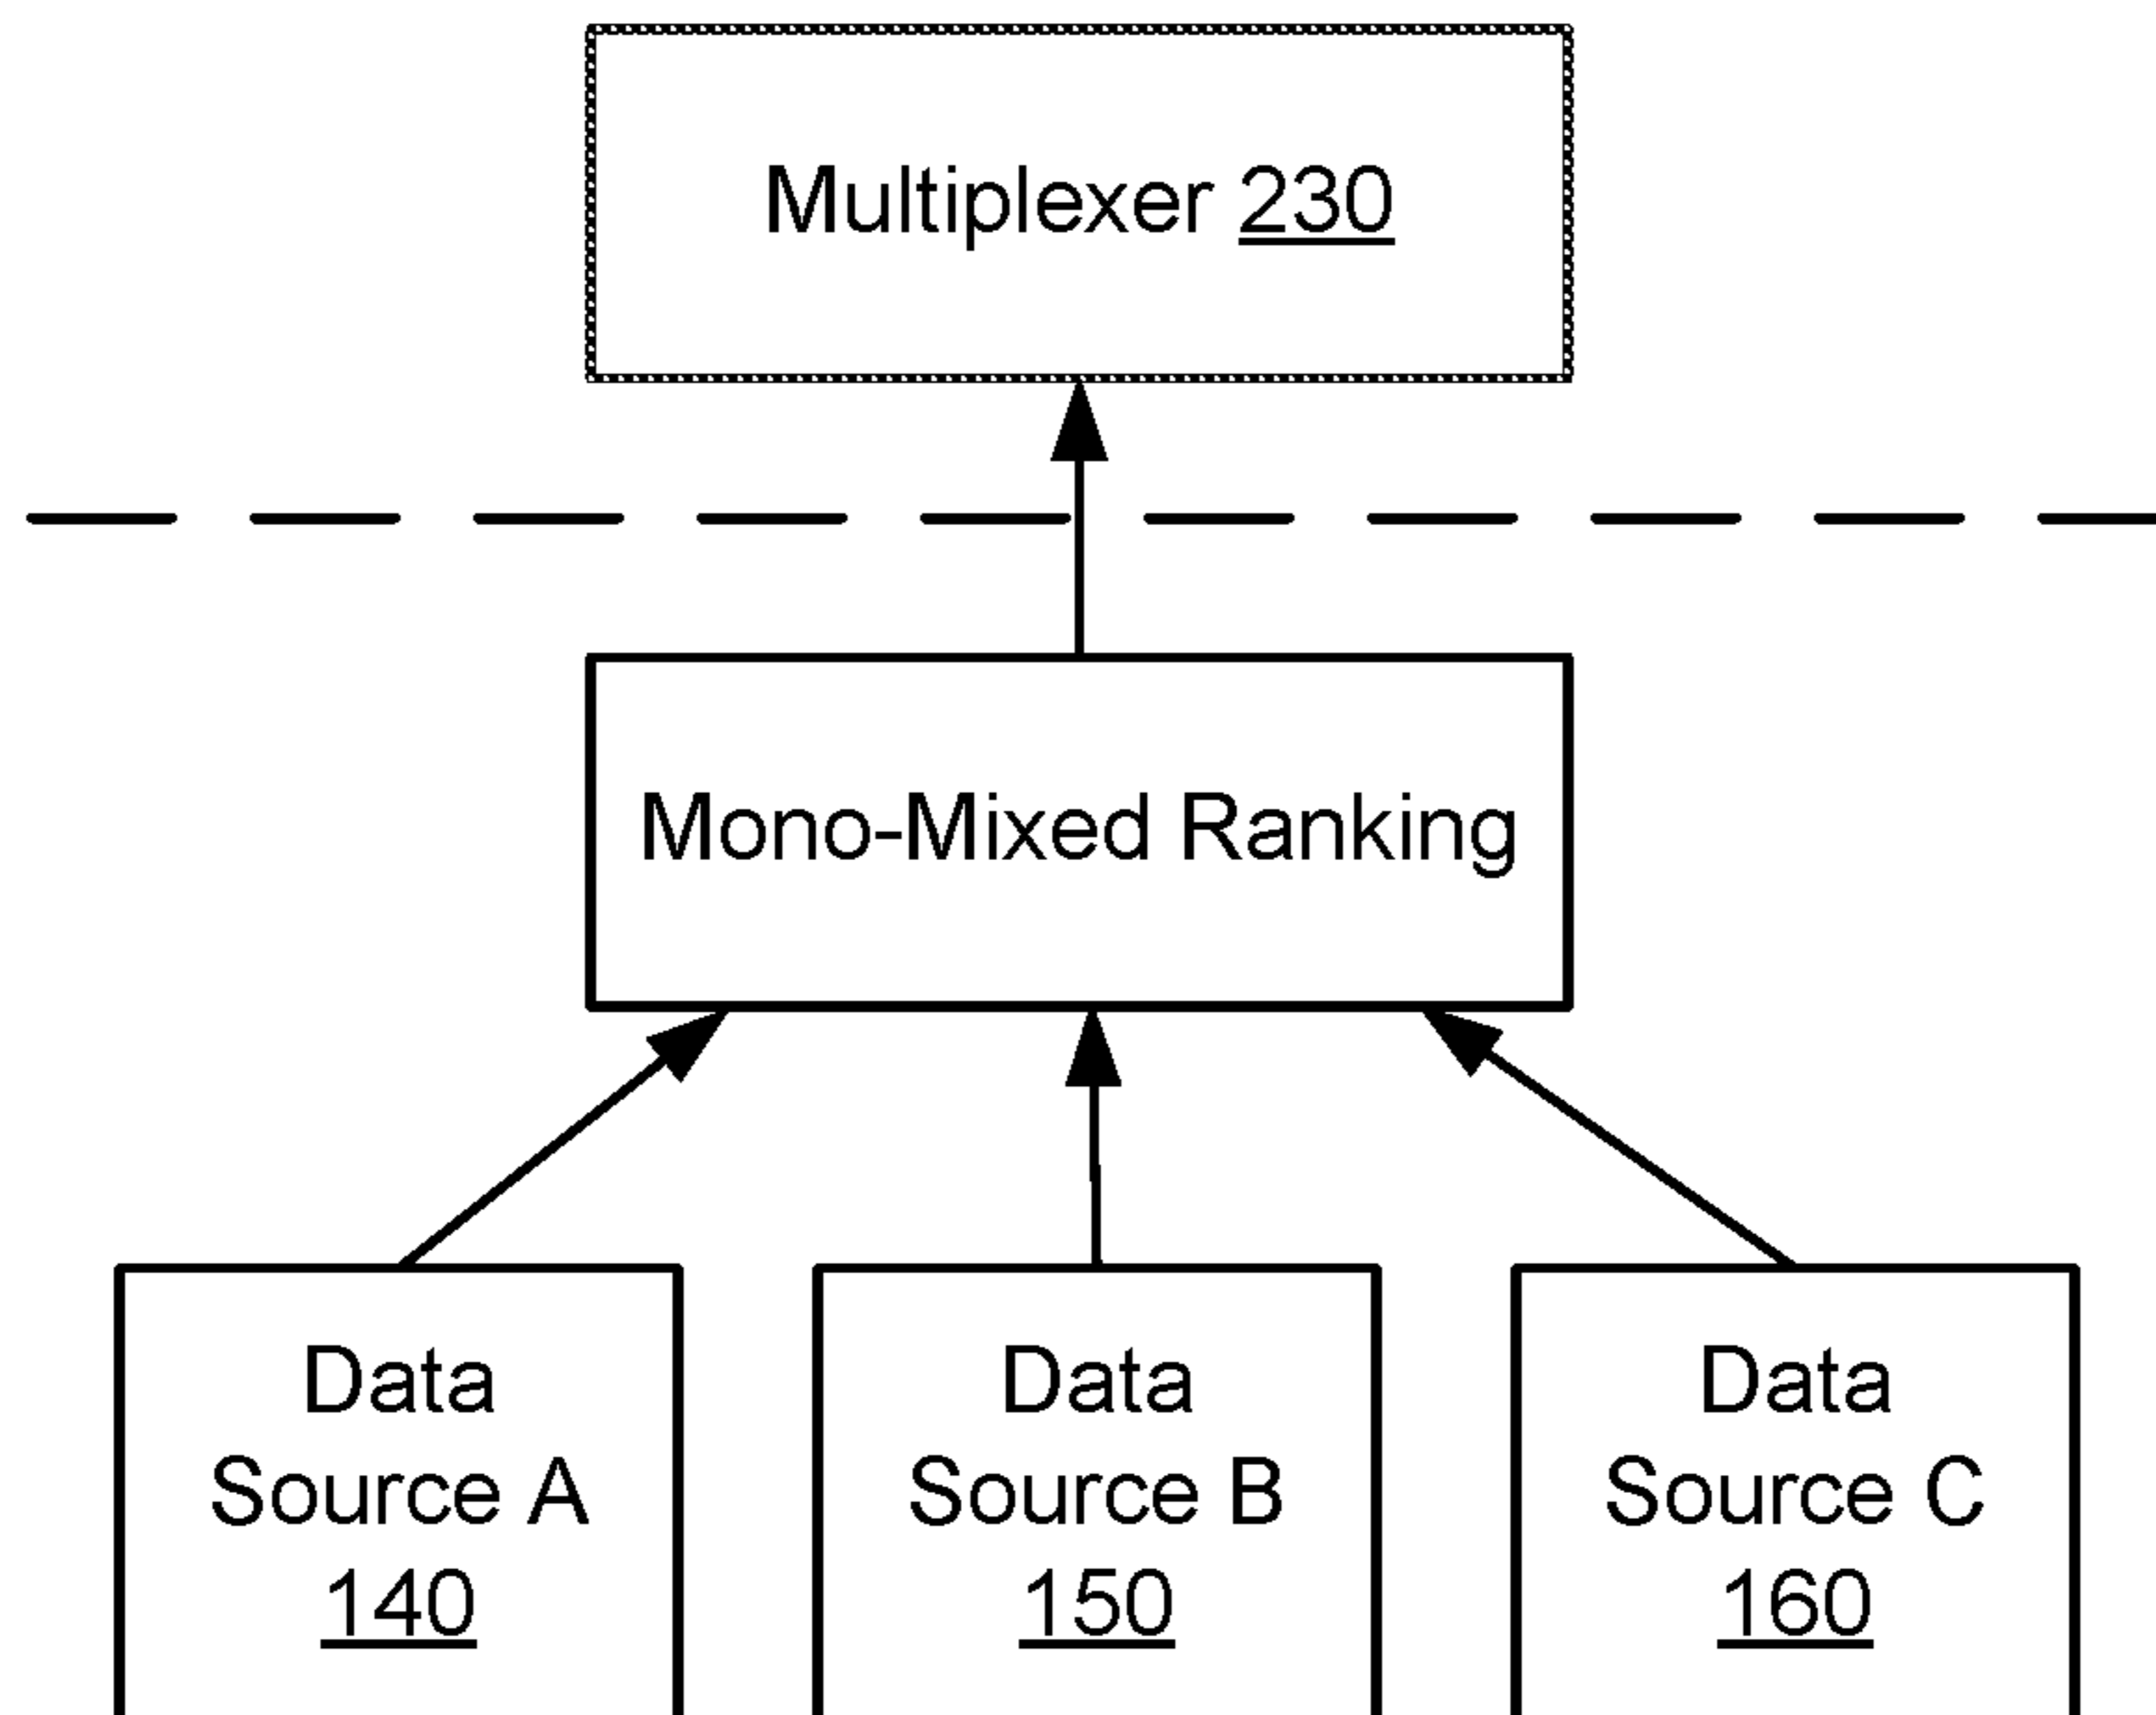 Multiplexer 230
Mono-Mixed Ranking
Data
Source A
140
Data
Source B
150
Data
Source C
160